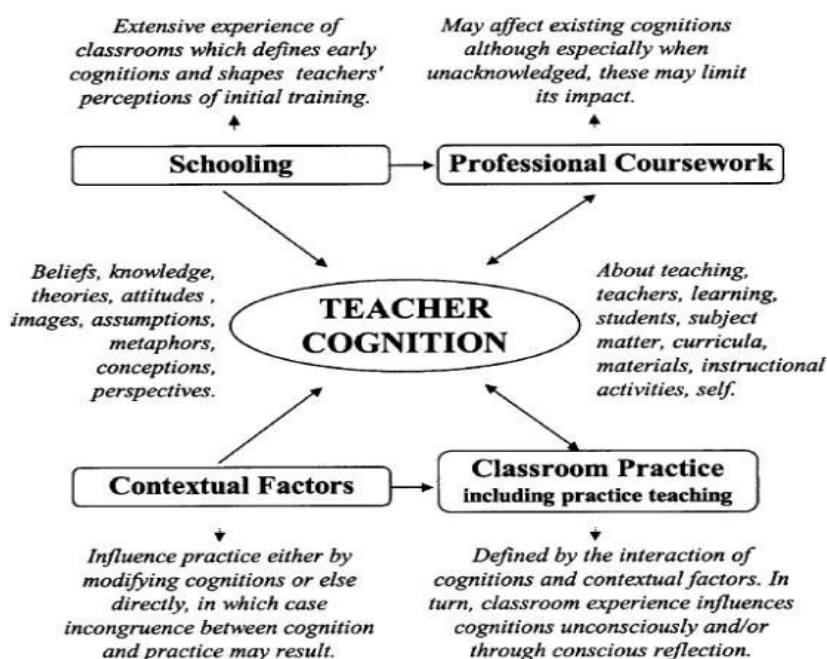 Extensive experience of
classrooms which defines early
cognitions and shapes teachers'
perceptions of initial training.
May affect existing cognitions
although especially when
unacknowledged, these may limit
its impact.
Schooling
Professional Coursework
Beliefs, knowledge,
theories, attitudes ,
images, assumptions,
metaphors,
conceptions,
perspectives.
TEACHER
COGNITION
About teaching,
teachers, learning,
students, subject
matter, curricula,
materials, instructional
activities, self.
Contextual Factors
Classroom Practice
including practice teaching
Influence practice either by
modifying cognitions or else
directly, in which case
incongruence between cognition
and practice may result.
Defined by the interaction of
cognitions and contextual factors. In
turn, classroom experience influences
cognitions unconsciously and/or
through conscious reflection.